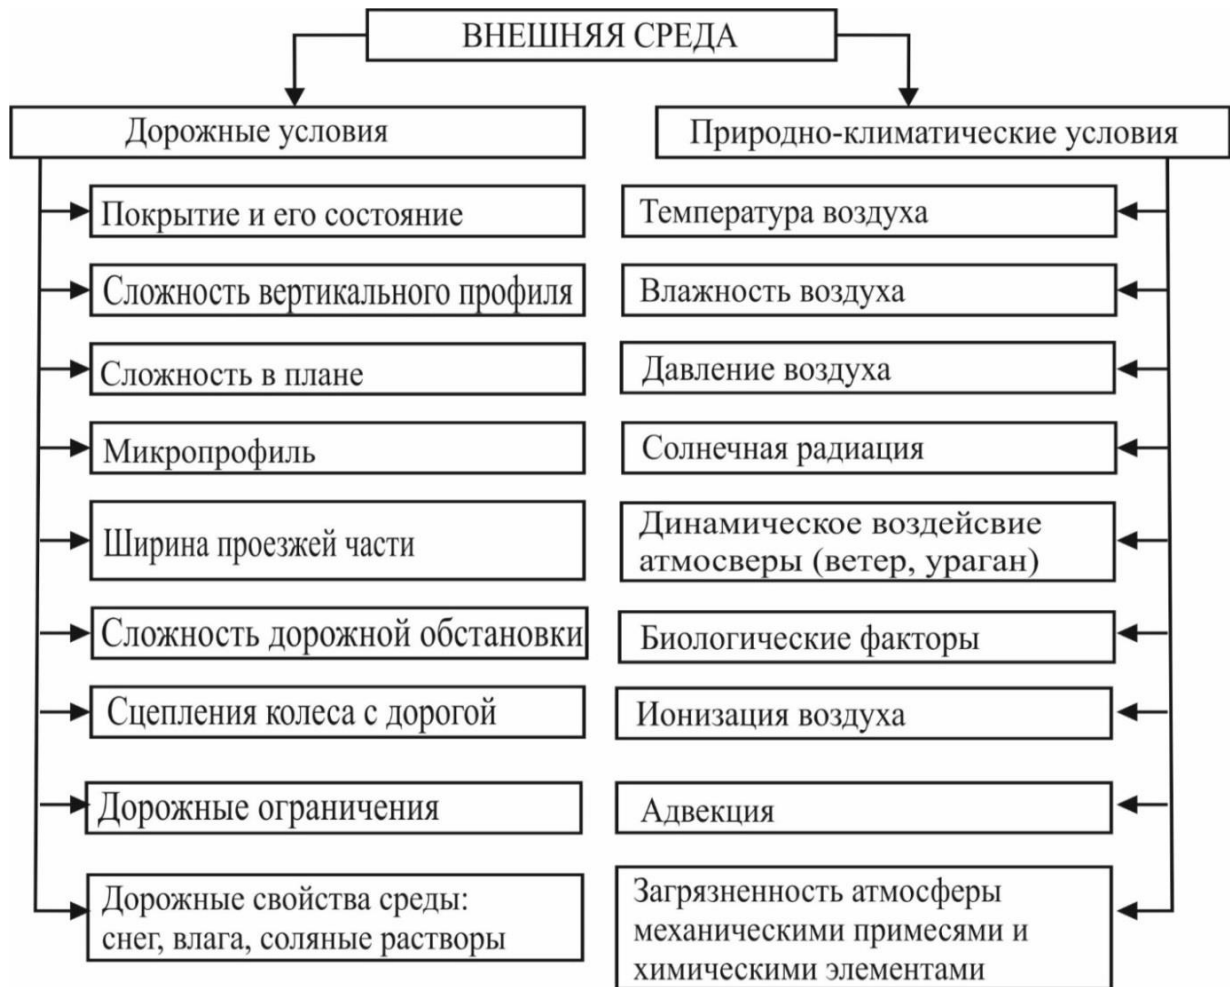 ВНЕШНЯЯ СРЕДА
Дорожные условия
Покрытие и его состояние
Сложность вертикального профиля
Сложность в плане
Микропрофиль
Ширина проезжей части
Сложность дорожной обстановки
Сцепления колеса с дорогой
Дорожные ограничения
Дорожные свойства среды:
снег, влага, соляные растворы
Природно-климатические условия
Температура воздуха
Влажность воздуха
Давление воздуха
Солнечная радиация
Динамическое воздейсвие
атмосверы (ветер, ураган)
Биологические факторы
Ионизация воздуха
Адвекция
Загрязненность атмосферы
механическими примесями и
химическими элементами